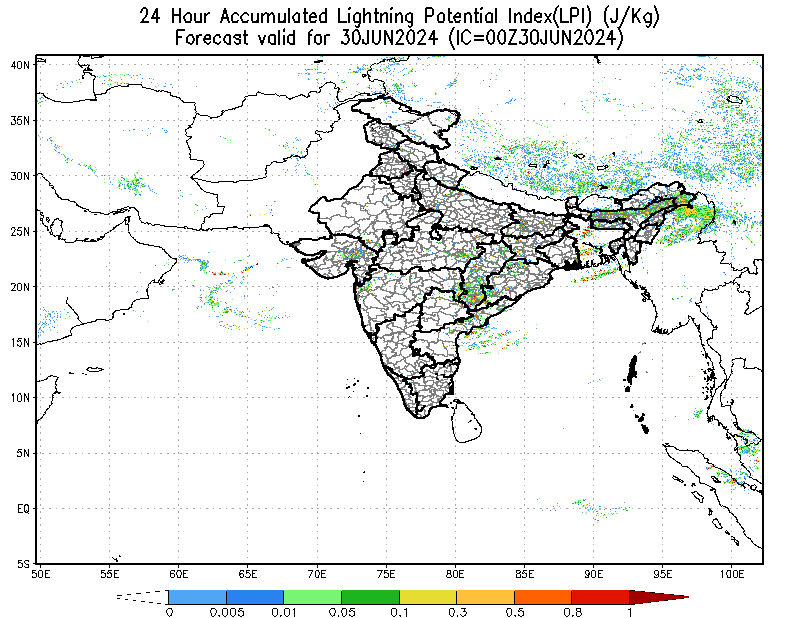 24 Hour Accumulated Lightning Potential Index(LPI) (J/Kg)
Forecast valid for 30JUN2024 (IC=00Z30JUN2024)
40N
35N
30N
25N
20N
15N
10N
5N
EQ
5S
50E 55E 60E 65E 70E 75E 80E 85E 90E 95E 100E
0 0.005 0.01 0.05 0.1 0.3 0.5 0.8 1